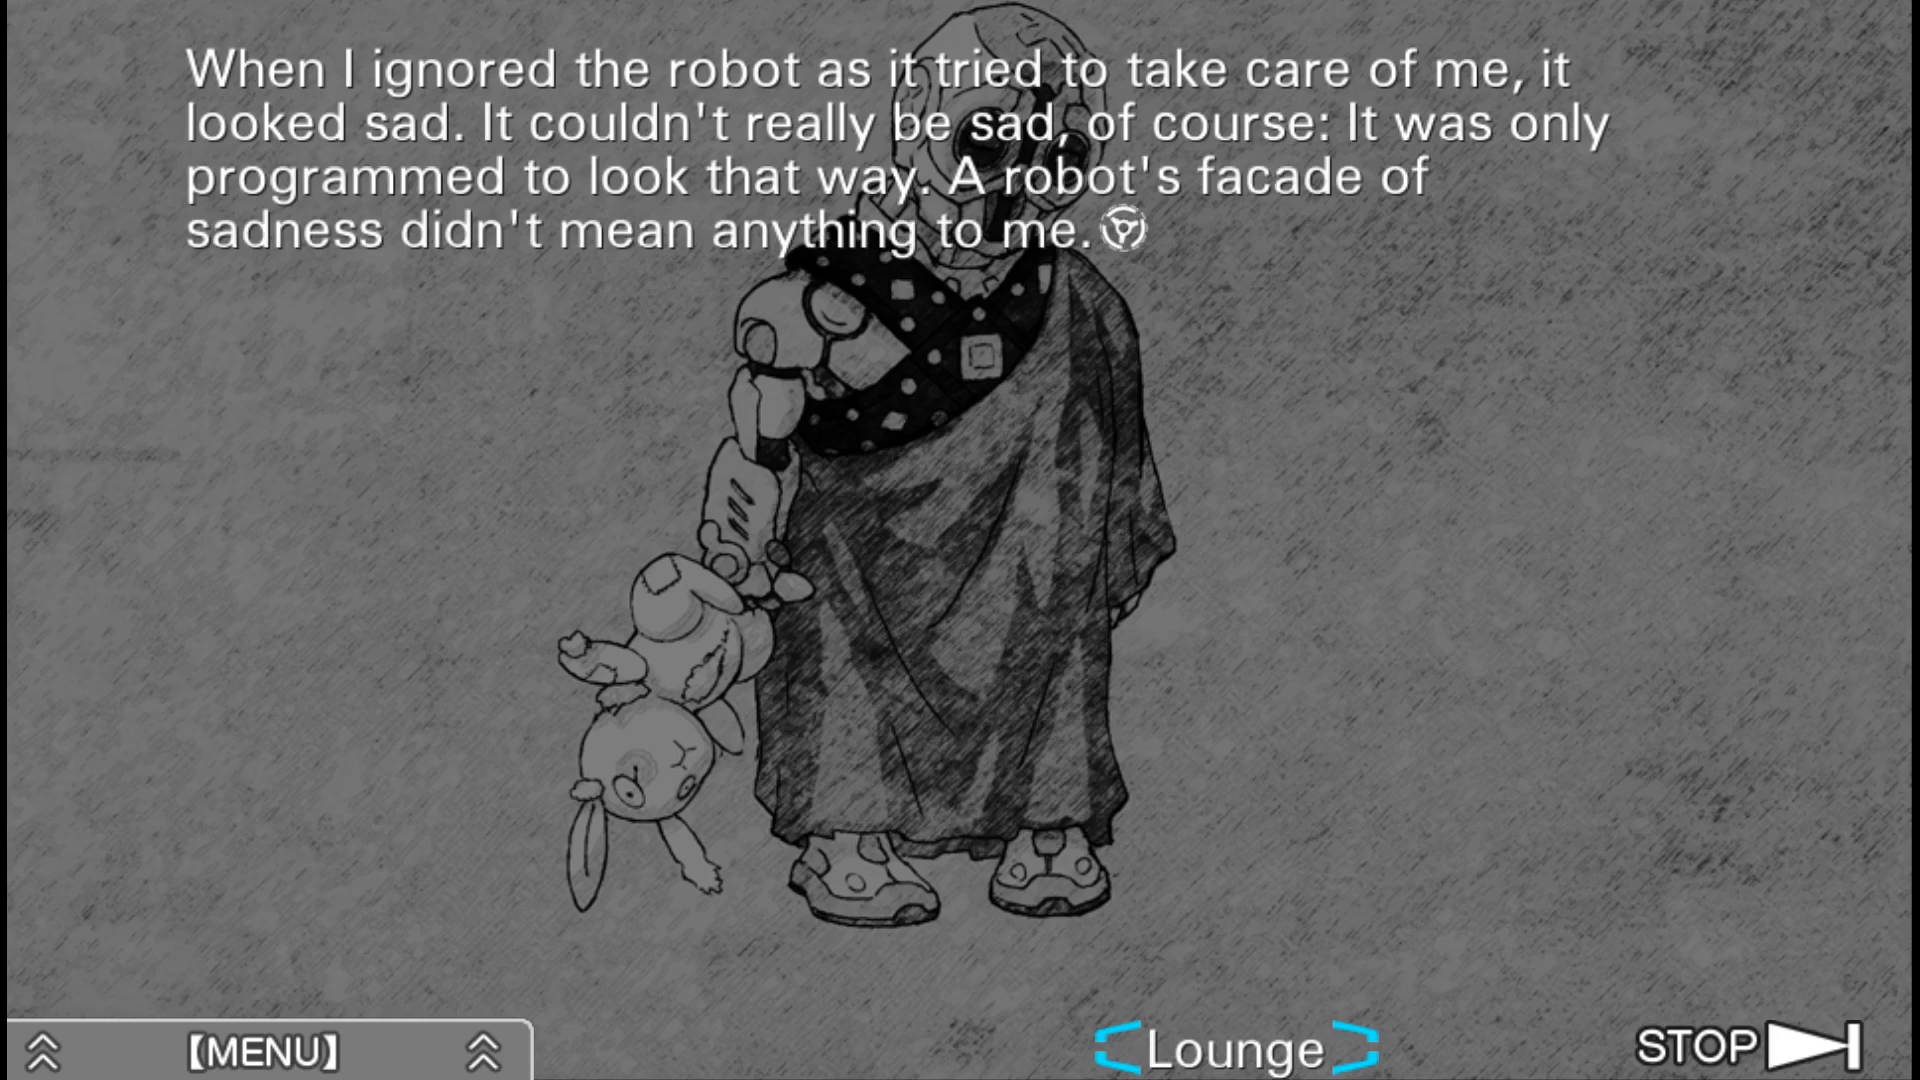 When I ignored the robot as it tried to take care of me, it
looked sad. It couldn't really be sad, of course: It was only
programmed to look that way. A robot's facade of
sadness didn't mean anything to me.
【MENU】
Lounge
STOP